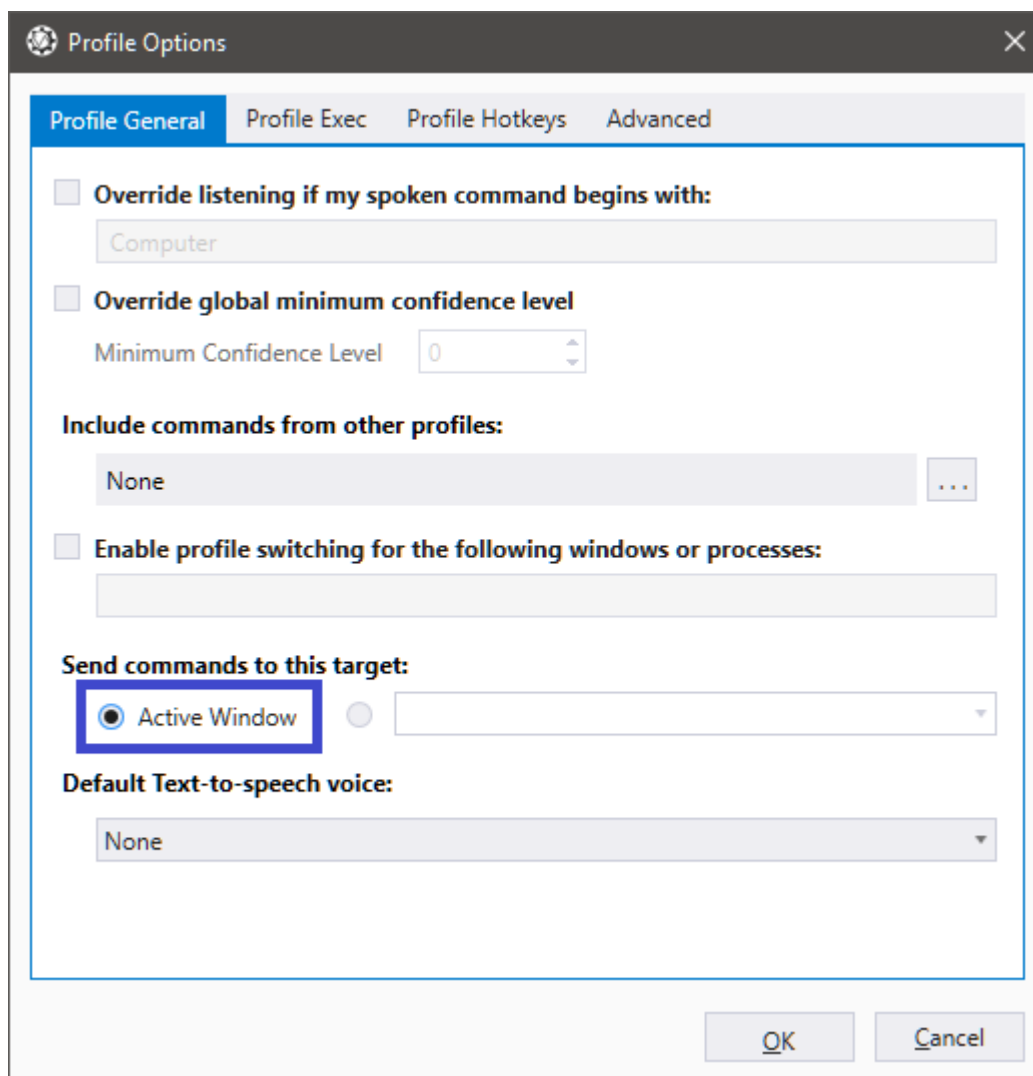 Profile Options
Profile General Profile Exec Profile Hotkeys Advanced
Override listening if my spoken command begins with:
Computer
Override global minimum confidence level
Minimum Confidence Level 0
Include commands from other profiles:
None ...
Enable profile switching for the following windows or processes:
Send commands to this target:
Active Window
Default Text-to-speech voice:
None
OK Cancel